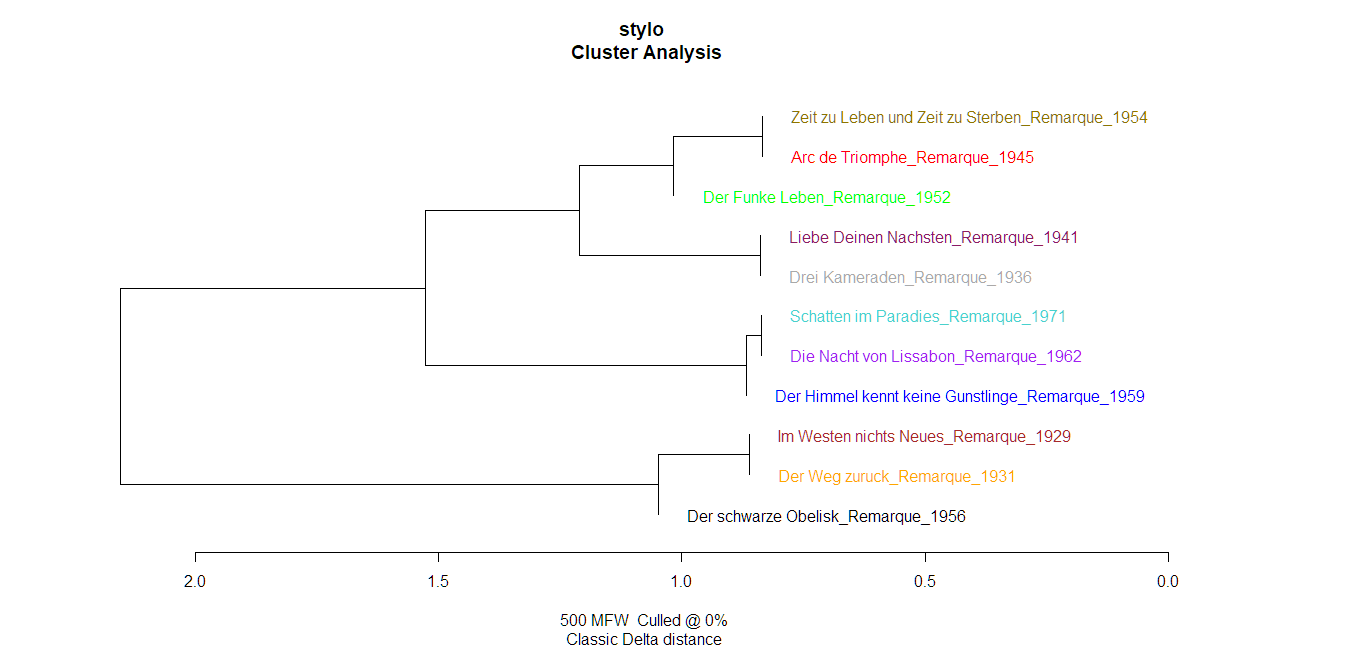 stylo
Cluster Analysis
Zeit zu Leben und Zeit zu Sterben_Remarque_1954
Arc de Triomphe_Remarque_1945
Der Funke Leben_Remarque_1952
Liebe Deinen Nachsten_Remarque_1941
Drei Kameraden_Remarque_1936
Schatten im Paradies_Remarque_1971
Die Nacht von Lissabon_Remarque_1962
Der Himmel kennt keine Gunstlinge_Remarque_1959
Im Westen nichts Neues_Remarque_1929
Der Weg zuruck_Remarque_1931
Der schwarze Obelisk_Remarque_1956
2.0 1.5 1.0 0.5 0.0
500 MFW Culled @ 0%
Classic Delta distance